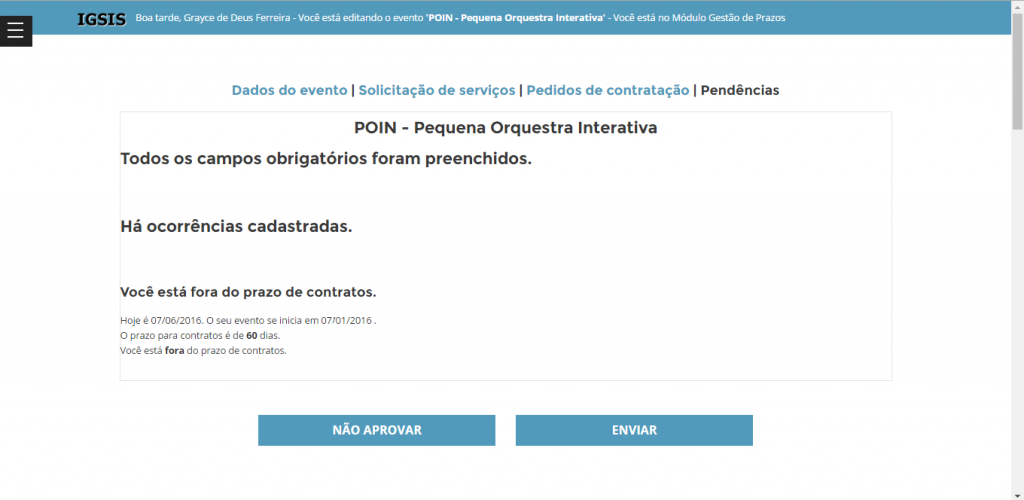 IGSIS Boa tarde, Grayce de Deus Ferreira - Você está editando o evento 'POIN - Pequena Orquestra Interativa' - Você está no Módulo Gestão de Prazos
Dados do evento | Solicitação de serviços | Pedidos de contratação | Pendências
POIN - Pequena Orquestra Interativa
Todos os campos obrigatórios foram preenchidos.
Há ocorrências cadastradas.
Você está fora do prazo de contratos.
Hoje é 07/06/2016. O seu evento se inicia em 07/01/2016 .
O prazo para contratos é de 60 dias.
Você está fora do prazo de contratos.
NÃO APROVAR ENVIAR